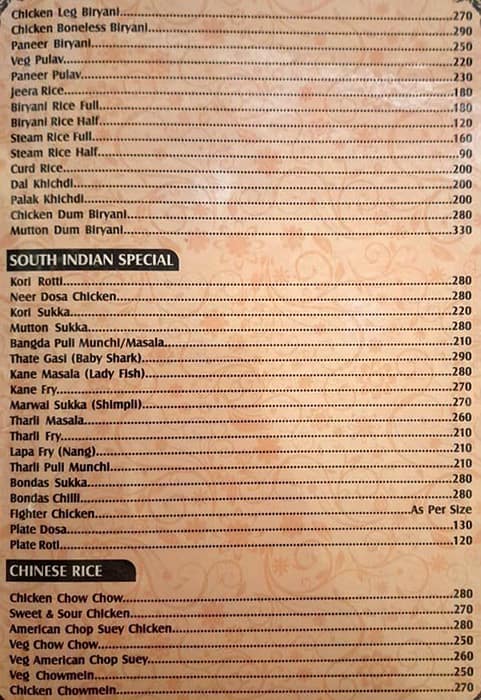 Chicken Leg Biryani..........270
Chicken Boneless Biryani..........290
Paneer Biryani..........250
Veg Pulav..........220
Paneer Pulav..........230
Jeera Rice..........180
Biryani Rice Full..........180
Biryani Rice Half..........120
Steam Rice Full..........160
Steam Rice Half..........90
Curd Rice..........200
Dal Khichdi..........200
Palak Khichdi..........200
Chicken Dum Biryani..........280
Mutton Dum Biryani..........330
SOUTH INDIAN SPECIAL
Kori Rotti..........280
Neer Dosa Chicken..........280
Kori Sukka..........220
Mutton Sukka..........280
Bangda Puli Munchi/Masala..........210
Thate Gasi (Baby Shark)..........290
Kane Masala (Lady Fish)..........280
Kane Fry..........270
Marwai Sukka (Shimpli)..........270
Tharli Masala..........260
Tharli Fry..........210
Lapa Fry (Nang)..........210
Tharli Puli Munchi..........210
Bondas Sukka..........280
Bondas Chilli..........280
Fighter Chicken..........As Per Size
Plate Dosa..........130
Plate Roti..........120
CHINESE RICE
Chicken Chow Chow..........280
Sweet & Sour Chicken..........270
American Chop Suey Chicken..........280
Veg Chow Chow..........250
Veg American Chop Suey..........260
Veg Chowmein..........250
Chicken Chowmein..........270